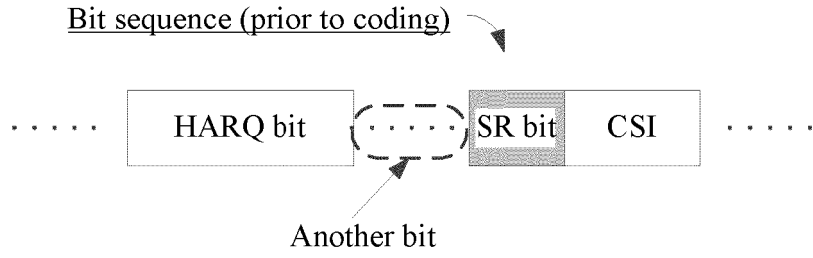 Bit sequence (prior to coding)
HARQ bit
SR bit
CSI
Another bit